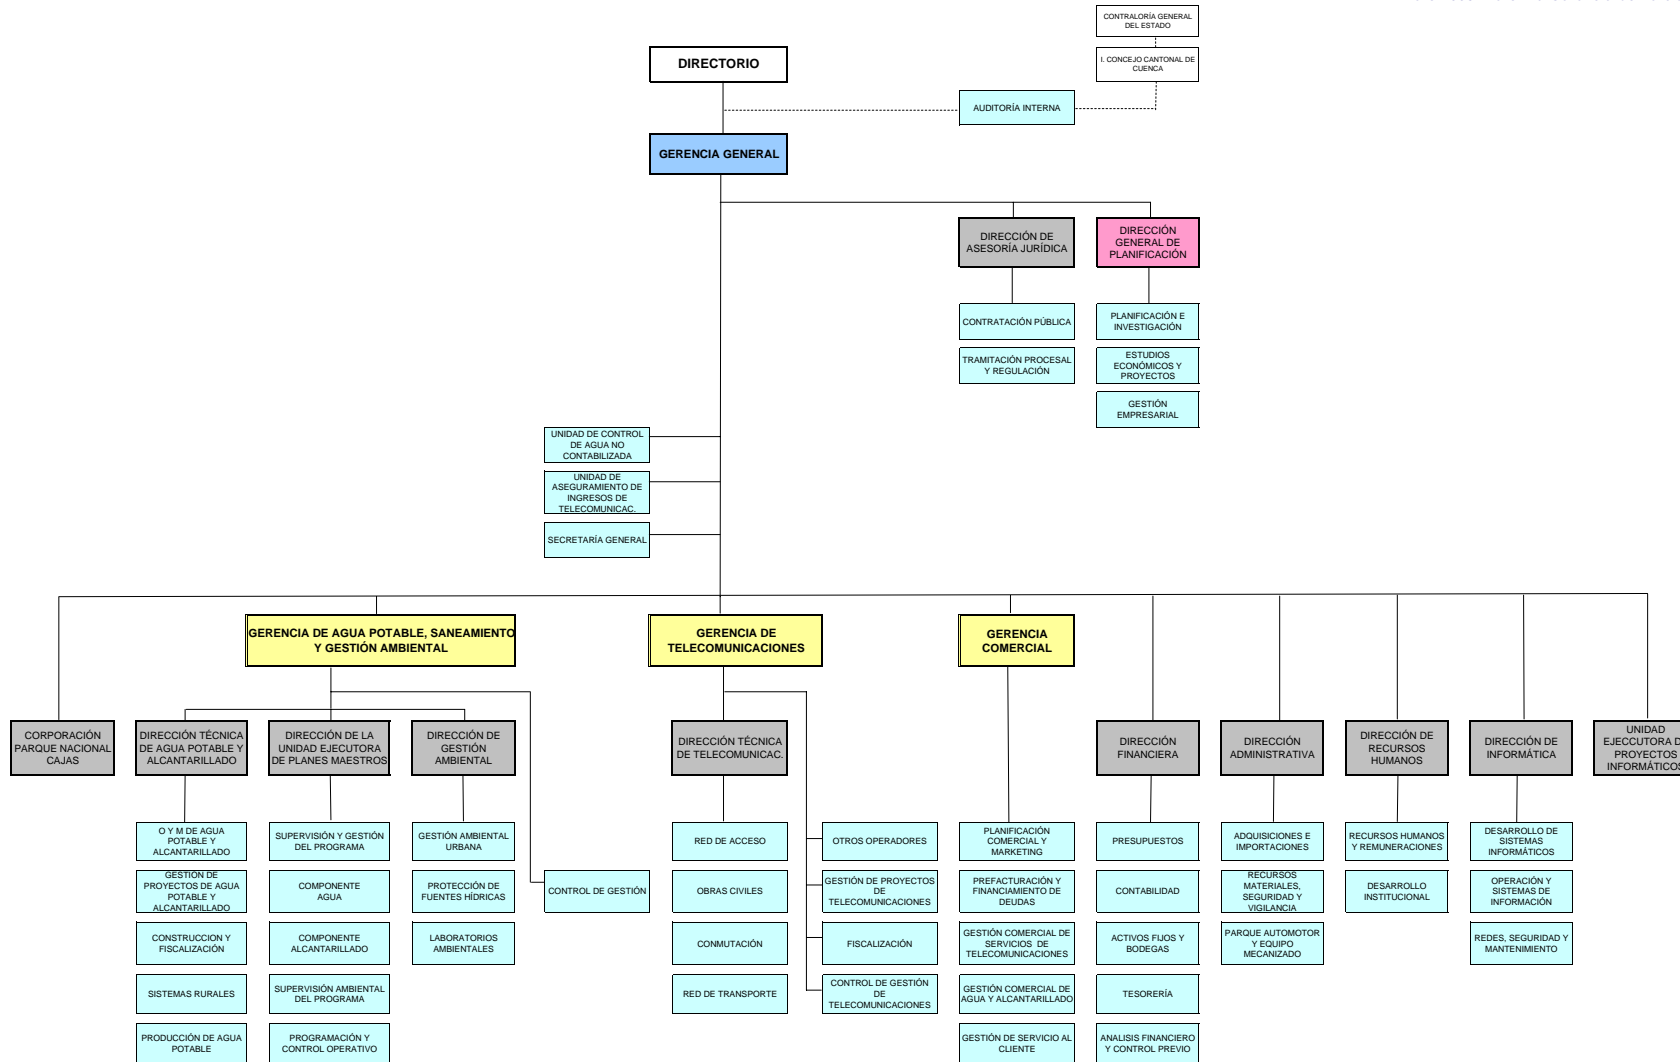 CONTRALORÍA GENERAL
DEL ESTADO
I. CONCEJO CANTONAL DE
CUENCA
DIRECTORIO
AUDITORÍA INTERNA
GERENCIA GENERAL
DIRECCIÓN DE
ASESORÍA JURÍDICA
DIRECCIÓN
GENERAL DE
PLANIFICACIÓN
CONTRATACIÓN PÚBLICA
TRAMITACIÓN PROCESAL
Y REGULACIÓN
PLANIFICACIÓN E
INVESTIGACIÓN
ESTUDIOS
ECONÓMICOS Y
PROYECTOS
GESTIÓN
EMPRESARIAL
UNIDAD DE CONTROL
DE AGUA NO
CONTABILIZADA
UNIDAD DE
ASEGURAMIENTO DE
INGRESOS DE
TELECOMUNICAC.
SECRETARÍA GENERAL
GERENCIA DE AGUA POTABLE, SANEAMIENTO
Y GESTIÓN AMBIENTAL
GERENCIA DE
TELECOMUNICACIONES
GERENCIA
COMERCIAL
CORPORACIÓN
PARQUE NACIONAL
CAJAS
DIRECCIÓN TÉCNICA
DE AGUA POTABLE Y
ALCANTARILLADO
DIRECCIÓN DE LA
UNIDAD EJECUTORA
DE PLANES MAESTROS
DIRECCIÓN DE
GESTIÓN
AMBIENTAL
DIRECCIÓN TÉCNICA
DE TELECOMUNICAC.
DIRECCIÓN
FINANCIERA
DIRECCIÓN
ADMINISTRATIVA
DIRECCIÓN DE
RECURSOS
HUMANOS
DIRECCIÓN DE
INFORMÁTICA
UNIDAD
EJECCUTORA D
PROYECTOS
INFORMÁTICOS
O Y M DE AGUA
POTABLE Y
ALCANTARILLADO
GESTIÓN DE
PROYECTOS DE AGUA
POTABLE Y
ALCANTARILLADO
CONSTRUCCION Y
FISCALIZACIÓN
SISTEMAS RURALES
PRODUCCIÓN DE AGUA
POTABLE
SUPERVISIÓN Y GESTIÓN
DEL PROGRAMA
COMPONENTE
AGUA
COMPONENTE
ALCANTARILLADO
SUPERVISIÓN AMBIENTAL
DEL PROGRAMA
PROGRAMACIÓN Y
CONTROL OPERATIVO
GESTIÓN AMBIENTAL
URBANA
PROTECCIÓN DE
FUENTES HÍDRICAS
LABORATORIOS
AMBIENTALES
CONTROL DE GESTIÓN
RED DE ACCESO
OBRAS CIVILES
CONMUTACIÓN
RED DE TRANSPORTE
OTROS OPERADORES
GESTIÓN DE PROYECTOS
DE
TELECOMUNICACIONES
FISCALIZACIÓN
CONTROL DE GESTIÓN
DE
TELECOMUNICACIONES
PLANIFICACIÓN
COMERCIAL Y
MARKETING
PREFACTURACIÓN Y
FINANCIAMIENTO DE
DEUDAS
GESTIÓN COMERCIAL DE
SERVICIOS DE
TELECOMUNICACIONES
GESTIÓN COMERCIAL DE
AGUA Y ALCANTARILLADO
GESTIÓN DE SERVICIO AL
CLIENTE
PRESUPUESTOS
CONTABILIDAD
ACTIVOS FIJOS Y
BODEGAS
TESORERÍA
ANALISIS FINANCIERO
Y CONTROL PREVIO
ADQUISICIONES E
IMPORTACIONES
RECURSOS
MATERIALES,
SEGURIDAD Y
VIGILANCIA
PARQUE AUTOMOTOR
Y EQUIPO
MECANIZADO
RECURSOS HUMANOS
Y REMUNERACIONES
DESARROLLO
INSTITUCIONAL
DESARROLLO DE
SISTEMAS
INFORMÁTICOS
OPERACIÓN Y
SISTEMAS DE
INFORMACIÓN
REDES, SEGURIDAD Y
MANTENIMIENTO